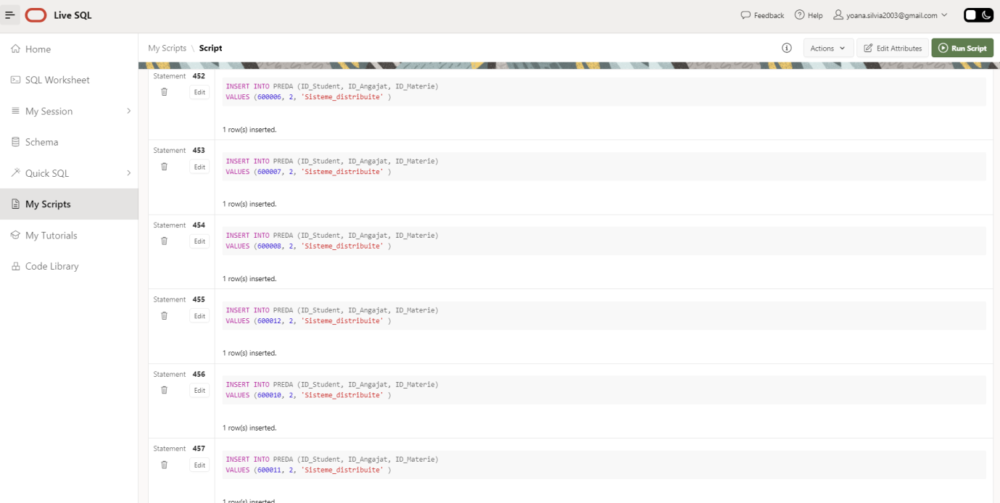 Live SQL
Feedback
Help
yoana.silvia2003@gmail.com
Home
SQL Worksheet
My Session
Schema
Quick SQL
My Scripts
My Tutorials
Code Library
My Scripts \ Script
Actions
Edit Attributes
Run Script
Statement 452
Edit
INSERT INTO PREDA (ID_Student, ID_Angajat, ID_Materie)
VALUES (600006, 2, 'Sisteme_distribuite' )
1 row(s) inserted.
Statement 453
Edit
INSERT INTO PREDA (ID_Student, ID_Angajat, ID_Materie)
VALUES (600007, 2, 'Sisteme_distribuite' )
1 row(s) inserted.
Statement 454
Edit
INSERT INTO PREDA (ID_Student, ID_Angajat, ID_Materie)
VALUES (600008, 2, 'Sisteme_distribuite' )
1 row(s) inserted.
Statement 455
Edit
INSERT INTO PREDA (ID_Student, ID_Angajat, ID_Materie)
VALUES (600012, 2, 'Sisteme_distribuite' )
1 row(s) inserted.
Statement 456
Edit
INSERT INTO PREDA (ID_Student, ID_Angajat, ID_Materie)
VALUES (600010, 2, 'Sisteme_distribuite' )
1 row(s) inserted.
Statement 457
Edit
INSERT INTO PREDA (ID_Student, ID_Angajat, ID_Materie)
VALUES (600011, 2, 'Sisteme_distribuite' )
1 row(s) inserted.